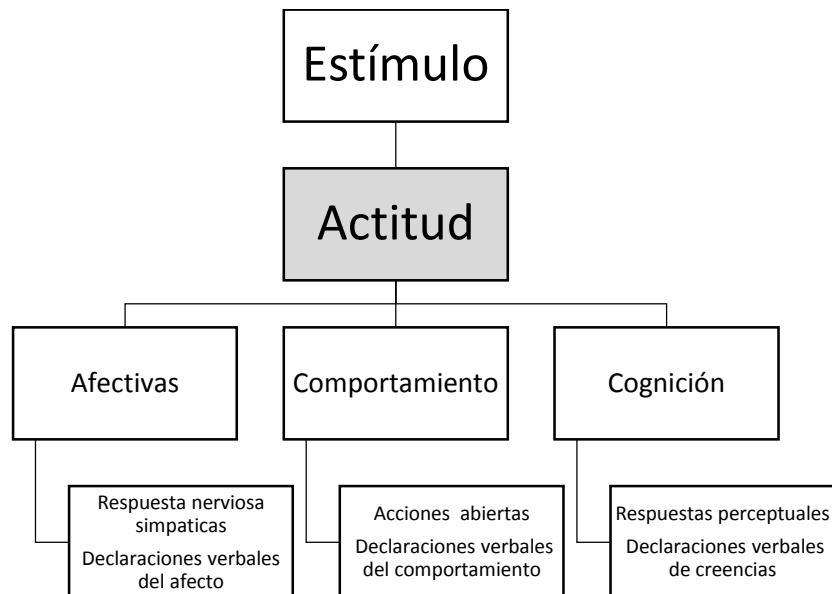 Estímulo
Actitud
Afectivas
Comportamiento
Cognición
Respuesta nerviosa
simpaticas
Declaraciones verbales
del afecto
Acciones abiertas
Declaraciones verbales
del comportamiento
Respuestas perceptuales
Declaraciones verbales
de creencias